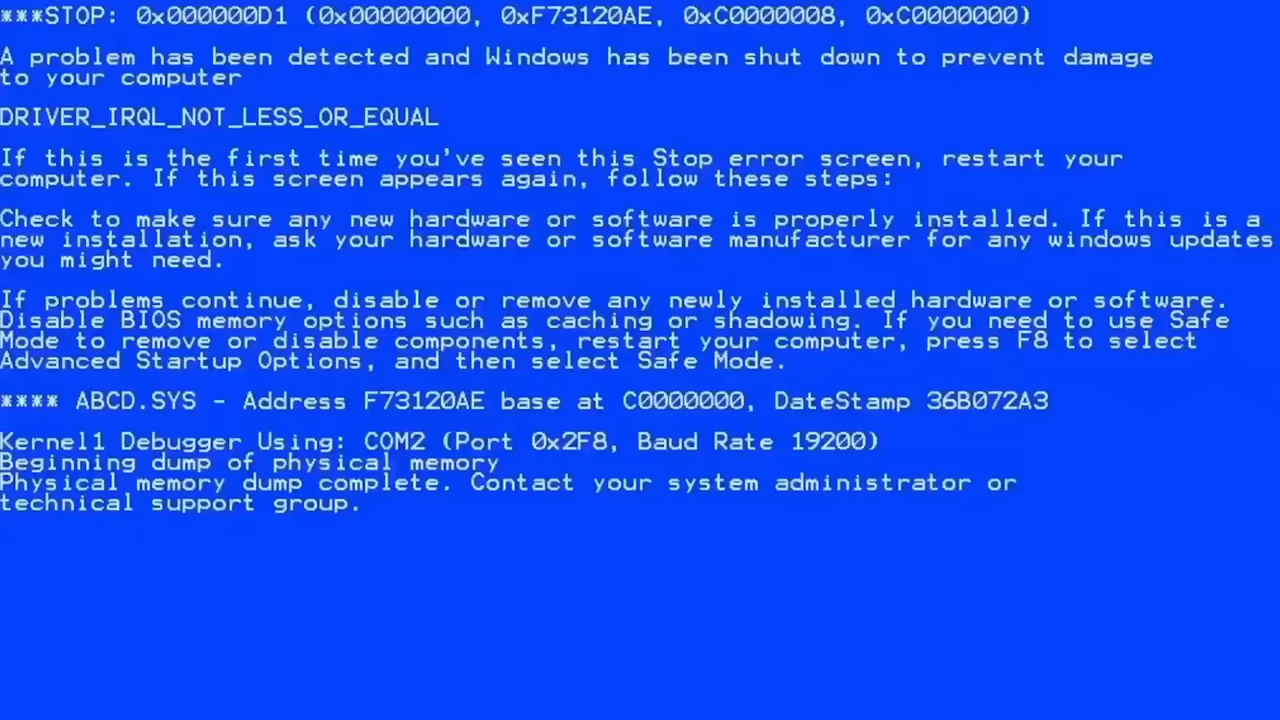 ***STOP: 0x000000D1 (0x00000000, 0xF73120AE, 0xC0000008, 0xC0000000)
A problem has been detected and Windows has been shut down to prevent damage
to your computer
DRIVER_IRQL_NOT_LESS_OR_EQUAL
If this is the first time you've seen this Stop error screen, restart your
computer. If this screen appears again, follow these steps:
Check to make sure any new hardware or software is properly installed. If this is a
new installation, ask your hardware or software manufacturer for any windows updates
you might need.
If problems continue, disable or remove any newly installed hardware or software.
Disable BIOS memory options such as caching or shadowing. If you need to use Safe
Mode to remove or disable components, restart your computer, press F8 to select
Advanced Startup Options, and then select Safe Mode.
**** ABCD.SYS - Address F73120AE base at C0000000, DateStamp 36B072A3
Kernel1 Debugger Using: COM2 (Port 0x2F8, Baud Rate 19200)
Beginning dump of physical memory
Physical memory dump complete. Contact your system administrator or
technical support group.